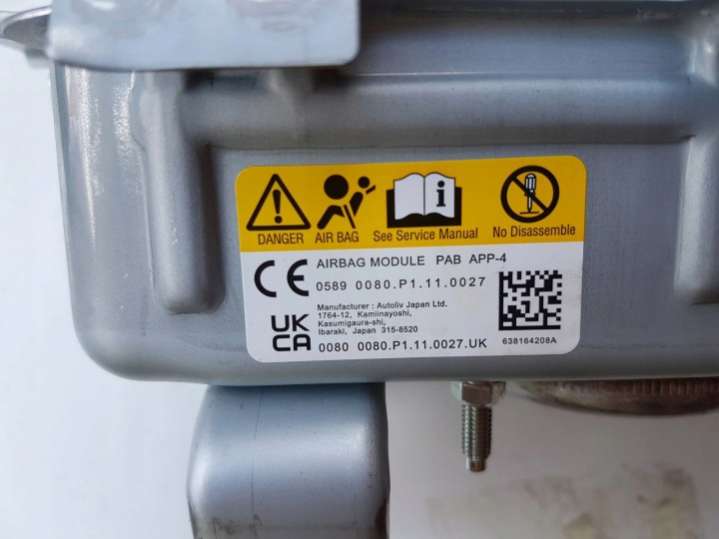 DANGER AIR BAG See Service Manual No Disassemble
CE AIRBAG MODULE PAB APP-4
0589 0080.P1.11.0027
UK
CA
Manufacturer : Autoliv Japan Ltd.
1764-12, Kamiinayoshi,
Kasumigaura-shi,
Ibaraki, Japan 315-8520
0080 0080.P1.11.0027.UK
638164208A